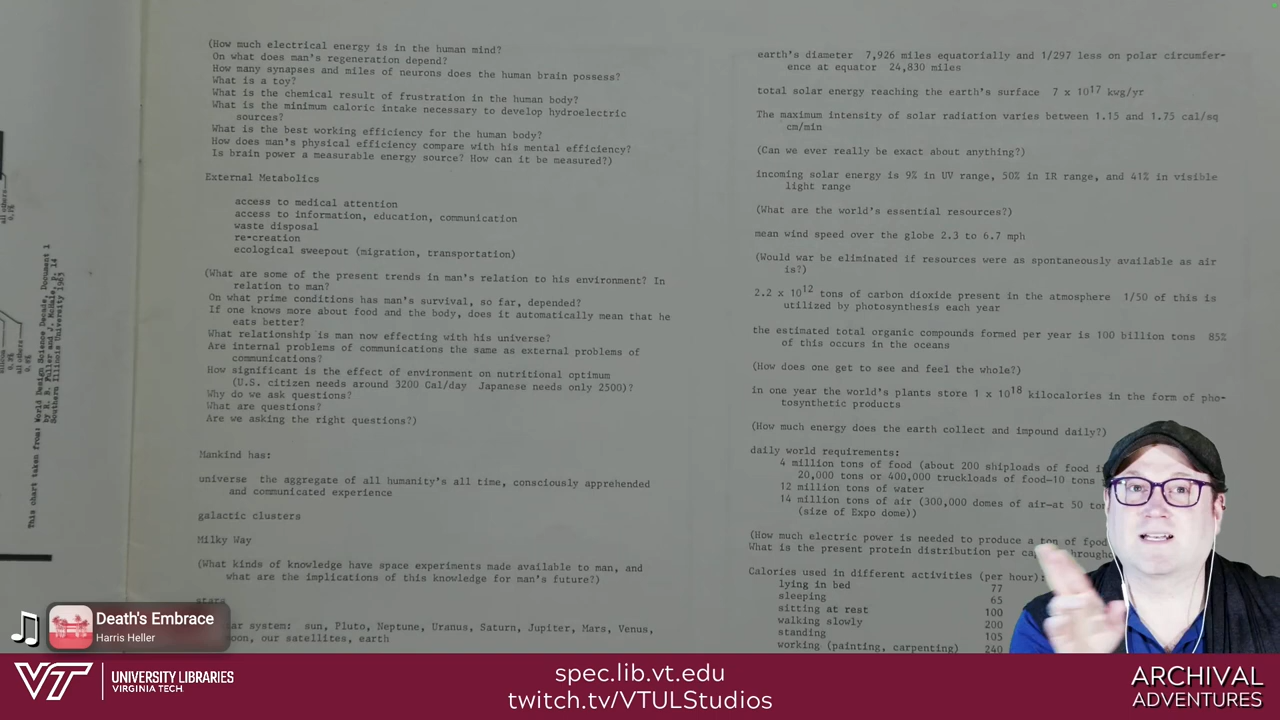 (How much electrical energy is in the human mind?
On what does man's regeneration depend?
How many synapses and miles of neurons does the human brain possess?
What is a toy?
What is the chemical result of frustration in the human body?
What is the minimum caloric intake necessary to develop hydroelectric
sources?
What is the best working efficiency for the human body?
How does man's physical efficiency compare with his mental efficiency?
Is brain power a measurable energy source? How can it be measured?)
External Metabolics
access to medical attention
access to information, education, communication
waste disposal
re-creation
ecological sweepout (migration, transportation)
(What are some of the present trends in man's relation to his environment? In
relation to man?
On what prime conditions has man's survival, so far, depended?
If one knows more about food and the body, does it automatically mean that he
eats better?
What relationship is man now effecting with his universe?
Are internal problems of communications the same as external problems of
communications?
How significant is the effect of environment on nutritional optimum
(U.S. citizen needs around 3200 Cal/day Japanese needs only 2500)?
Why do we ask questions?
What are questions?
Are we asking the right questions?)
Mankind has:
universe the aggregate of all humanity's all time, consciously apprehended
and communicated experience
galactic clusters
Milky Way
(What kinds of knowledge have space experiments made available to man, and
what are the implications of this knowledge for man's future?)
stars
system: sun, Pluto, Neptune, Uranus, Saturn, Jupiter, Mars, Venus,
our satellites, earth
earth's diameter 7,926 miles equatorially and 1/297 less on polar circumfer-
ence at equator 24,830 miles
total solar energy reaching the earth's surface 7 x 10^17 kwg/yr
The maximum intensity of solar radiation varies between 1.15 and 1.75 cal/sq
cm/min
(Can we ever really be exact about anything?)
incoming solar energy is 9% in UV range, 50% in IR range, and 41% in visible
light range
(What are the world's essential resources?)
mean wind speed over the globe 2.3 to 6.7 mph
(Would war be eliminated if resources were as spontaneously available as air
is?)
2.2 x 10^12 tons of carbon dioxide present in the atmosphere 1/50 of this is
utilized by photosynthesis each year
the estimated total organic compounds formed per year is 100 billion tons 85%
of this occurs in the oceans
(How does one get to see and feel the whole?)
in one year the world's plants store 1 x 10^18 kilocalories in the form of pho-
tosynthetic products
(How much energy does the earth collect and impound daily?)
daily world requirements:
4 million tons of food (about 200 shiploads of food
20,000 tons or 400,000 truckloads of food—10 tons
12 million tons of water
14 million tons of air (300,000 domes of air—at 50
(size of Expo dome))
(How much electric power is needed to produce a ton of food
What is the present protein distribution per
Calories used in different activities (per hour):
lying in bed 77
sleeping 65
sitting at rest 100
walking slowly 200
standing 105
working (painting, carpenting) 240
This chart taken from: World Design Science Decade, Document 1
by R. B. Fuller and J. McHale, P. 14
Southern Illinois University 1963
all others
all others
Death's Embrace
Harris Heller
VT
UNIVERSITY LIBRARIES
VIRGINIA TECH
spec.lib.vt.edu
twitch.tv/VTULStudios
ARCHIVAL
ADVENTURES